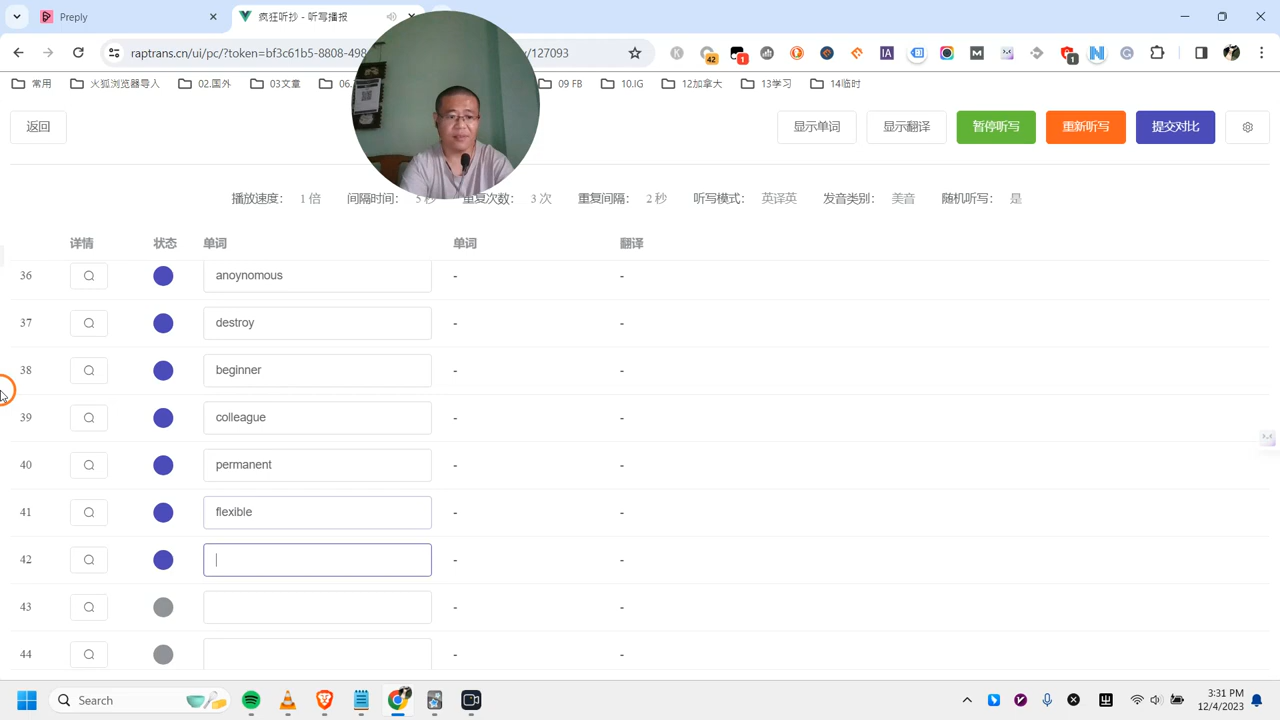 Preply
疯狂听抄 - 听写播报
raptrans.cn/ui/pc/?token=bf3c61b5-8808-498
/127093
42
1
1
常用
火狐浏览器导入
02.国外
03文章
06.
09 FB
10.IG
12加拿大
13学习
14临时
返回
显示单词
显示翻译
暂停听写
重新听写
提交对比
播放速度： 1 倍
间隔时间： 5 秒
重复次数： 3 次
重复间隔： 2 秒
听写模式： 英译英
发音类别： 美音
随机听写： 是
详情 状态 单词 单词 翻译
36 anoynomous - -
37 destroy - -
38 beginner - -
39 colleague - -
40 permanent - -
41 flexible - -
42 - -
43 - -
44 - -
Search
3:31 PM
12/4/2023